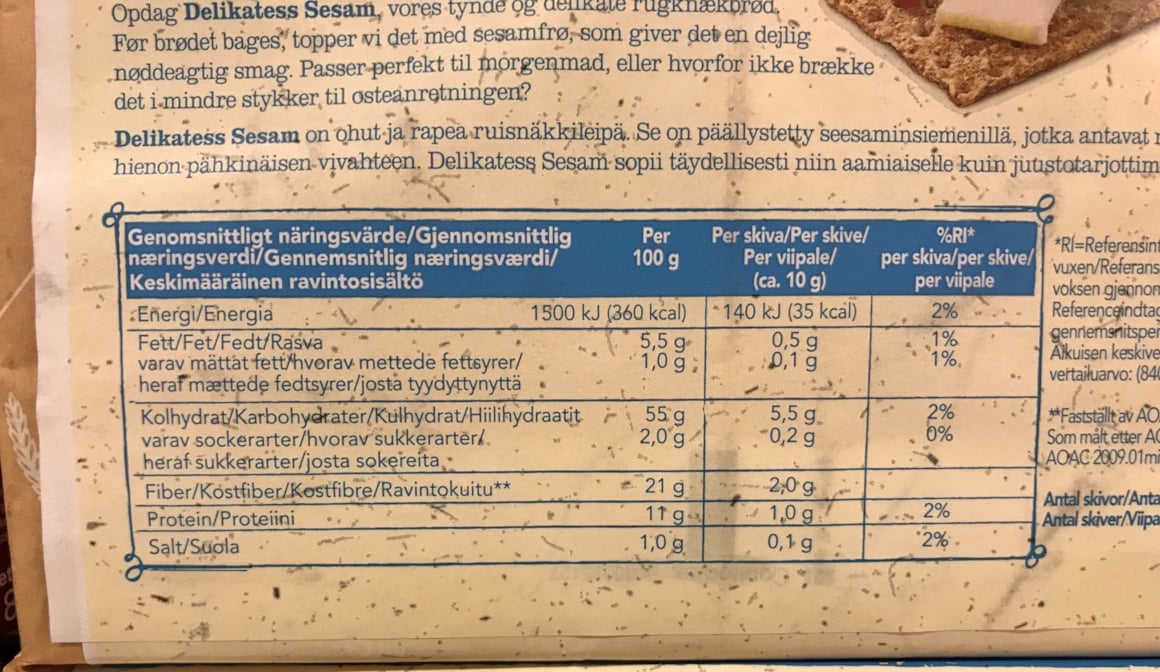 Opdag Delikatess Sesam, vores tynde og delikate rugknækbrød.
Før brødet bages, topper vi det med sesamfrø, som giver det en dejlig
nøddeagtig smag. Passer perfekt til morgenmad, eller hvorfor ikke brække
det i mindre stykker til osteanretningen?
Delikatess Sesam on ohut ja rapea ruisnäkkileipä. Se on päällystetty seesaminsiemenillä, jotka antavat
hienon pähkinäisen vivahteen. Delikatess Sesam sopii täydellisesti niin aamiaiselle kuin juustotarjottim
Genomsnittligt näringsvärde/Gjennomsnittlig
næringsverdi/Gennemsnitlig næringsværdi/
Keskimääräinen ravintosisältö
Per
100 g
Per skiva/Per skive/
Per viipale/
(ca. 10 g)
%RI*
per skiva/per skive/
per viipale
Energi/Energia 1500 kJ (360 kcal) 140 kJ (35 kcal) 2%
Fett/Fet/Fedt/Rasva 5,5 g 0,5 g 1%
varav mättat fett/hvorav mettede fettsyrer/ 1,0 g 0,1 g 1%
heraf mættede fedtsyrer/josta tyydyttynyttä
Kolhydrat/Karbohydrater/Kulhydrat/Hiilihydraatit 55 g 5,5 g 2%
varav sockerarter/hvorav sukkerarter/ 2,0 g 0,2 g 0%
heraf sukkerarter/josta sokereita
Fiber/Kostfiber/Kostfibre/Ravintokuitu** 21 g 2,0 g
Protein/Proteiini 11 g 1,0 g 2%
Salt/Suola 1,0 g 0,1 g 2%
*RI=Referensint
vuxen/Referans
voksen gjennom
Referenceindtag
gennemsnitsper
Aikuisen keskive
vertailuarvo: (840
**Fastställt av AO
Som målt etter AO
AOAC 2009.01mi
Antal skivor/Anta
Antal skiver/Viipa